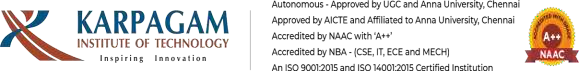 KARPAGAM
INSTITUTE OF TECHNOLOGY
Inspiring Innovation
Autonomous - Approved by UGC and Anna University, Chennai
Approved by AICTE and Affiliated to Anna University, Chennai
Accredited by NAAC with 'A++'
Accredited by NBA - (CSE, IT, ECE and MECH)
An ISO 9001:2015 and ISO 14001:2015 Certified Institution
A++
NAAC